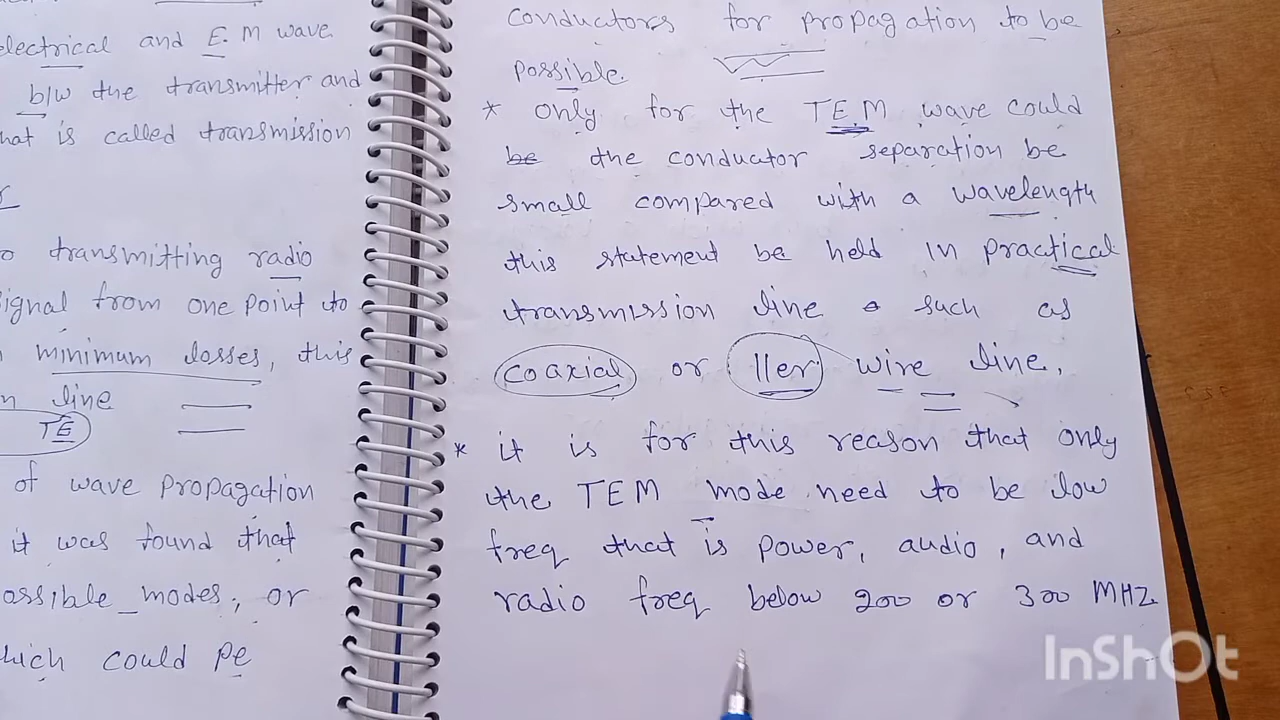 electrical and E.M wave
b/w the transmitter and
that is called transmission
to transmitting radio
signal from one point to
minimum losses, this
line
TE
of wave propagation
it was found that
possible modes, or
which could pe
conductors for propagation to be
possible.
* only for the TEM wave could
be the conductor separation be
small compared with a wavelength
this statement be held in practical
transmission line such as
coaxial or ller wire line.
* it is for this reason that only
the TEM mode need to be low
freq that is power, audio, and
radio freq below 200 or 300 MHZ.
InShOt